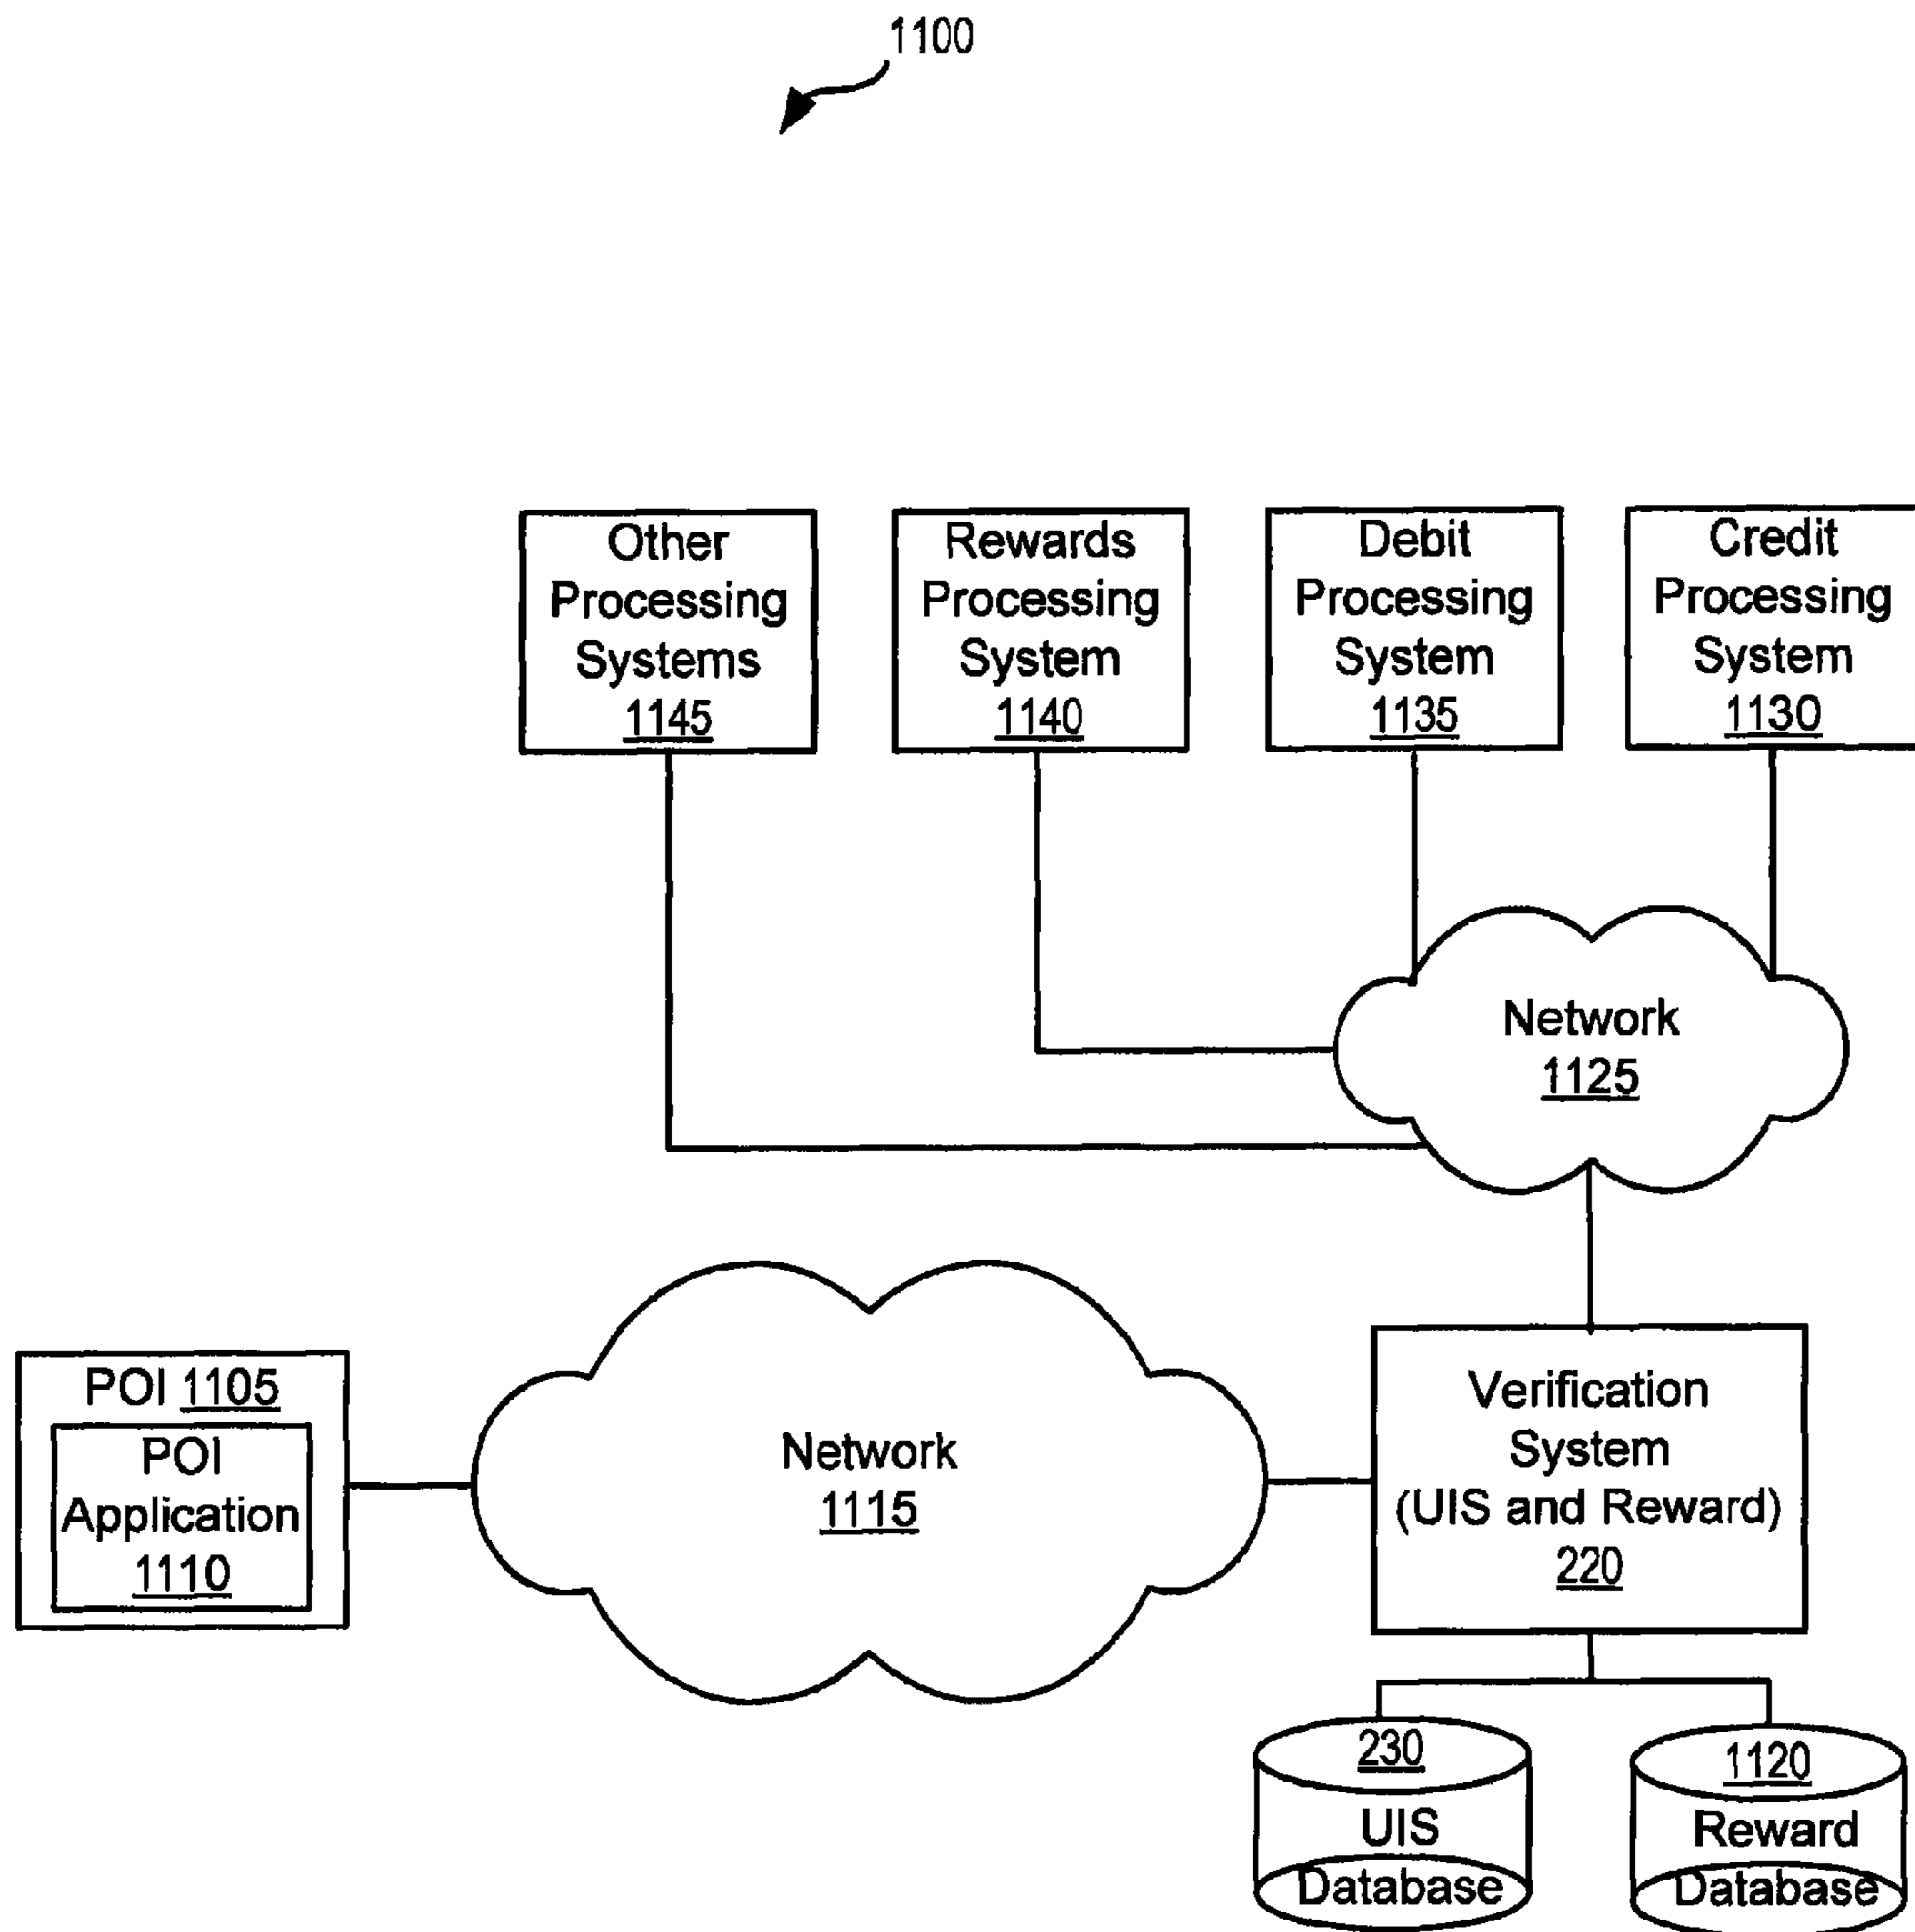 1100
Other
Processing
Systems
1145
Rewards
Processing
System
1140
Debit
Processing
System
1135
Credit
Processing
System
1130
Network
1125
POI 1105
POI
Application
1110
Network
1115
Verification
System
(UIS and Reward)
220
230
UIS
Database
1120
Reward
Database